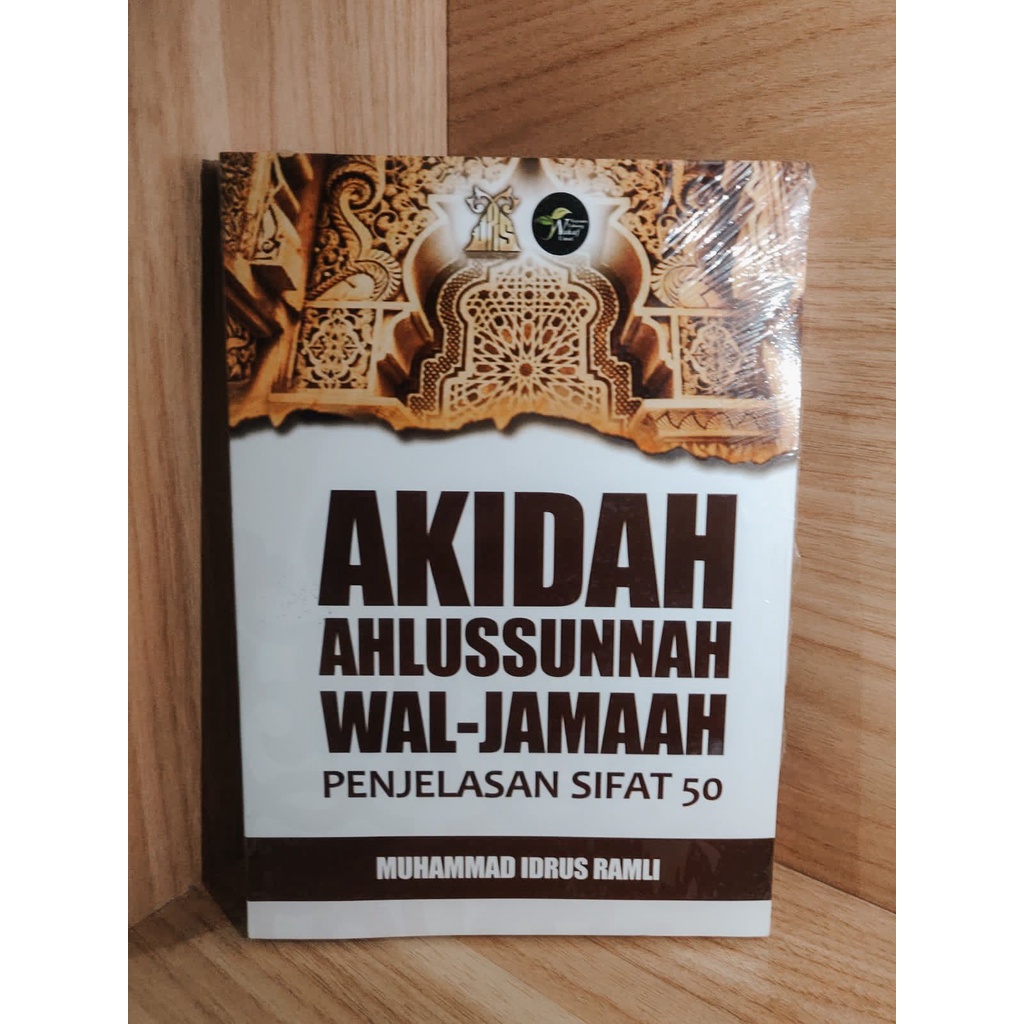 AKIDAH
AHLUSSUNNAH
WAL-JAMAAH
PENJELASAN SIFAT 50
MUHAMMAD IDRUS RAMLI